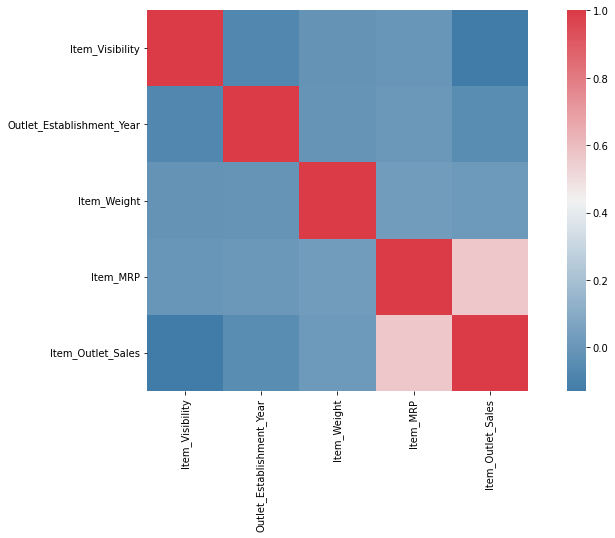 Item_Visibility
Outlet_Establishment_Year
Item_Weight
Item_MRP
Item_Outlet_Sales
Item_Visibility
Outlet_Establishment_Year
Item_Weight
Item_MRP
Item_Outlet_Sales
1.0
0.8
0.6
0.4
0.2
0.0